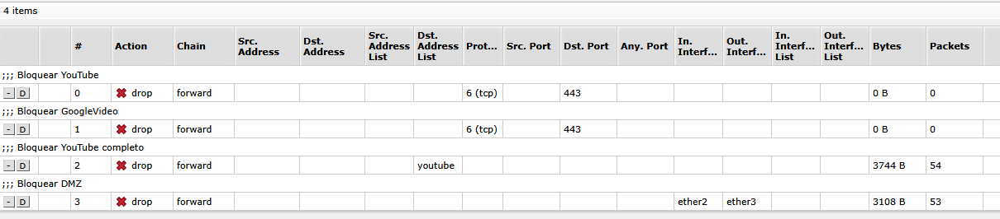 4 items
# Action Chain Src. Address Dst. Address Src. Address List Dst. Address List Prot... Src. Port Dst. Port Any. Port In. Interf... Out. Interf... In. Interf... List Out. Interf... List Bytes Packets
;;; Bloquear YouTube
- D 0 ✖ drop forward 6 (tcp) 443 0 B 0
;;; Bloquear GoogleVideo
- D 1 ✖ drop forward 6 (tcp) 443 0 B 0
;;; Bloquear YouTube completo
- D 2 ✖ drop forward youtube 3744 B 54
;;; Bloquear DMZ
- D 3 ✖ drop forward ether2 ether3 3108 B 53